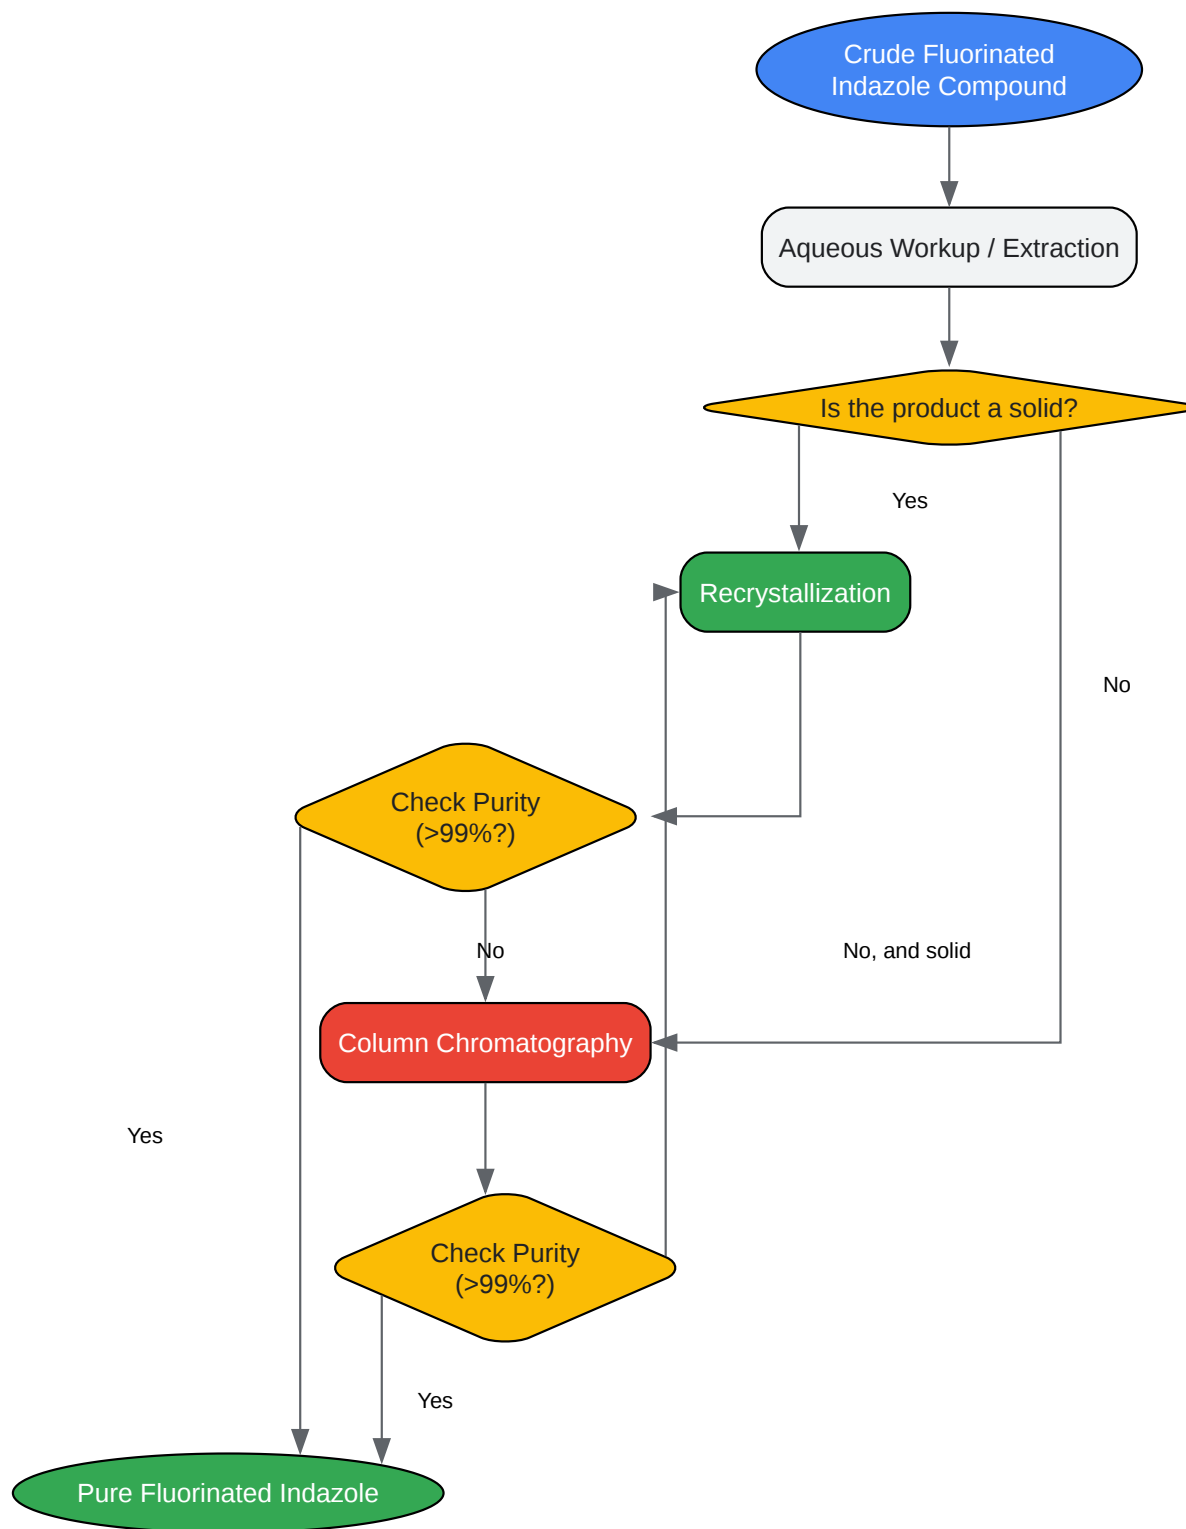 Crude Fluorinated
Indazole Compound
Aqueous Workup / Extraction
Is the product a solid?
Yes
Recrystallization
No
Check Purity
(>99%?)
No
No, and solid
Column Chromatography
Yes
Check Purity
(>99%?)
Yes
Pure Fluorinated Indazole